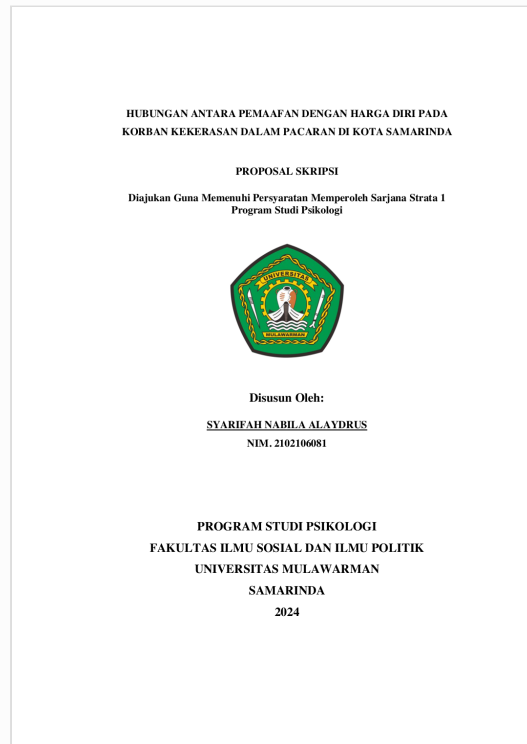 HUBUNGAN ANTARA PEMAAFAN DENGAN HARGA DIRI PADA
KORBAN KEKERASAN DALAM PACARAN DI KOTA SAMARINDA
PROPOSAL SKRIPSI
Diajukan Guna Memenuhi Persyaratan Memperoleh Sarjana Strata 1
Program Studi Psikologi
UNIVERSITAS
MULAWARMAN
Disusun Oleh:
SYARIFAH NABILA ALAYDRUS
NIM. 2102106081
PROGRAM STUDI PSIKOLOGI
FAKULTAS ILMU SOSIAL DAN ILMU POLITIK
UNIVERSITAS MULAWARMAN
SAMARINDA
2024